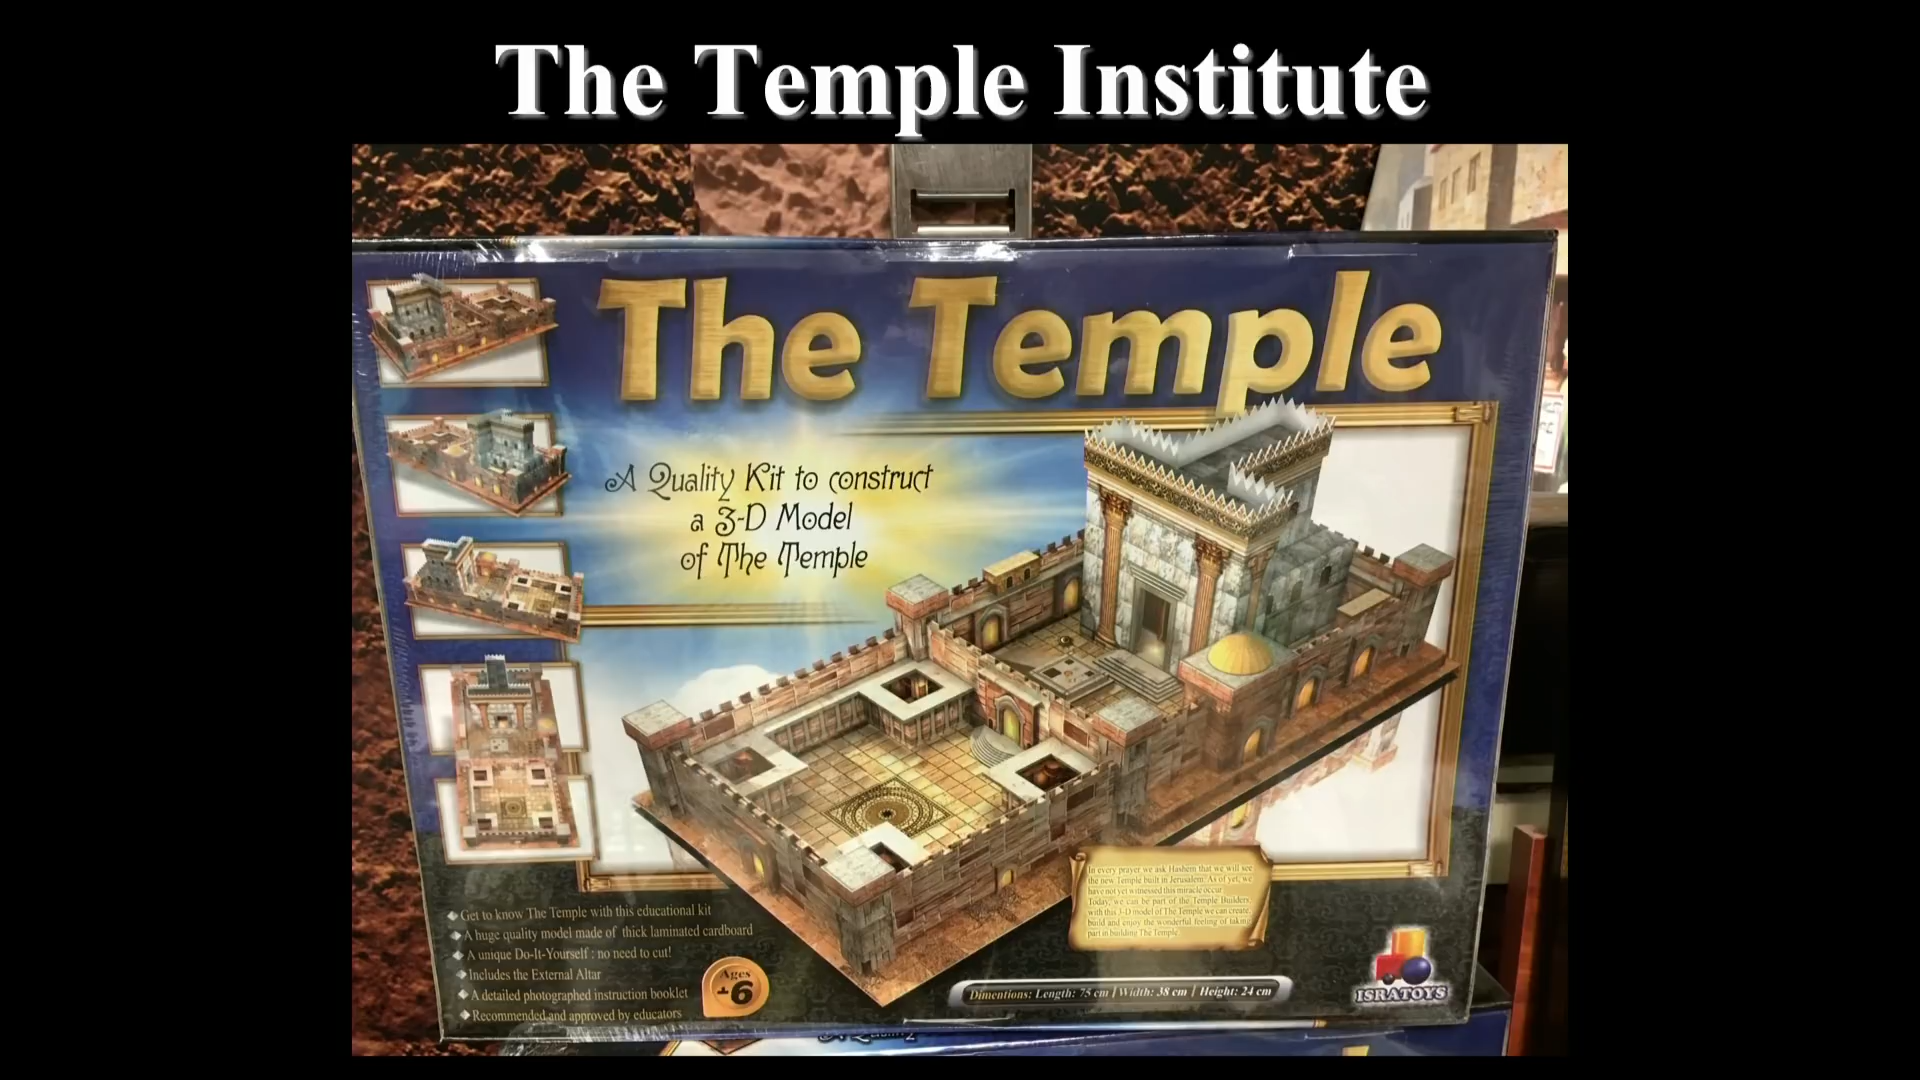 The Temple Institute
The Temple
A Quality Kit to construct
a 3-D Model
of The Temple
In every prayer we ask Hashem that we will see
the new Temple built in Jerusalem. As of yet, we
have not yet witnessed this miracle occur.
Today, we can be part of the Temple Builders,
with this 3-D model of The Temple we can create,
build and enjoy the wonderful feeling of taking
part in building The Temple.
Get to know The Temple with this educational kit
A huge quality model made of thick laminated cardboard
A unique Do-It-Yourself : no need to cut!
Includes the External Altar
A detailed photographed instruction booklet
Recommended and approved by educators
Ages
+6
Dimentions: Length: 75 cm | Width: 38 cm | Height: 24 cm
ISRATOYS